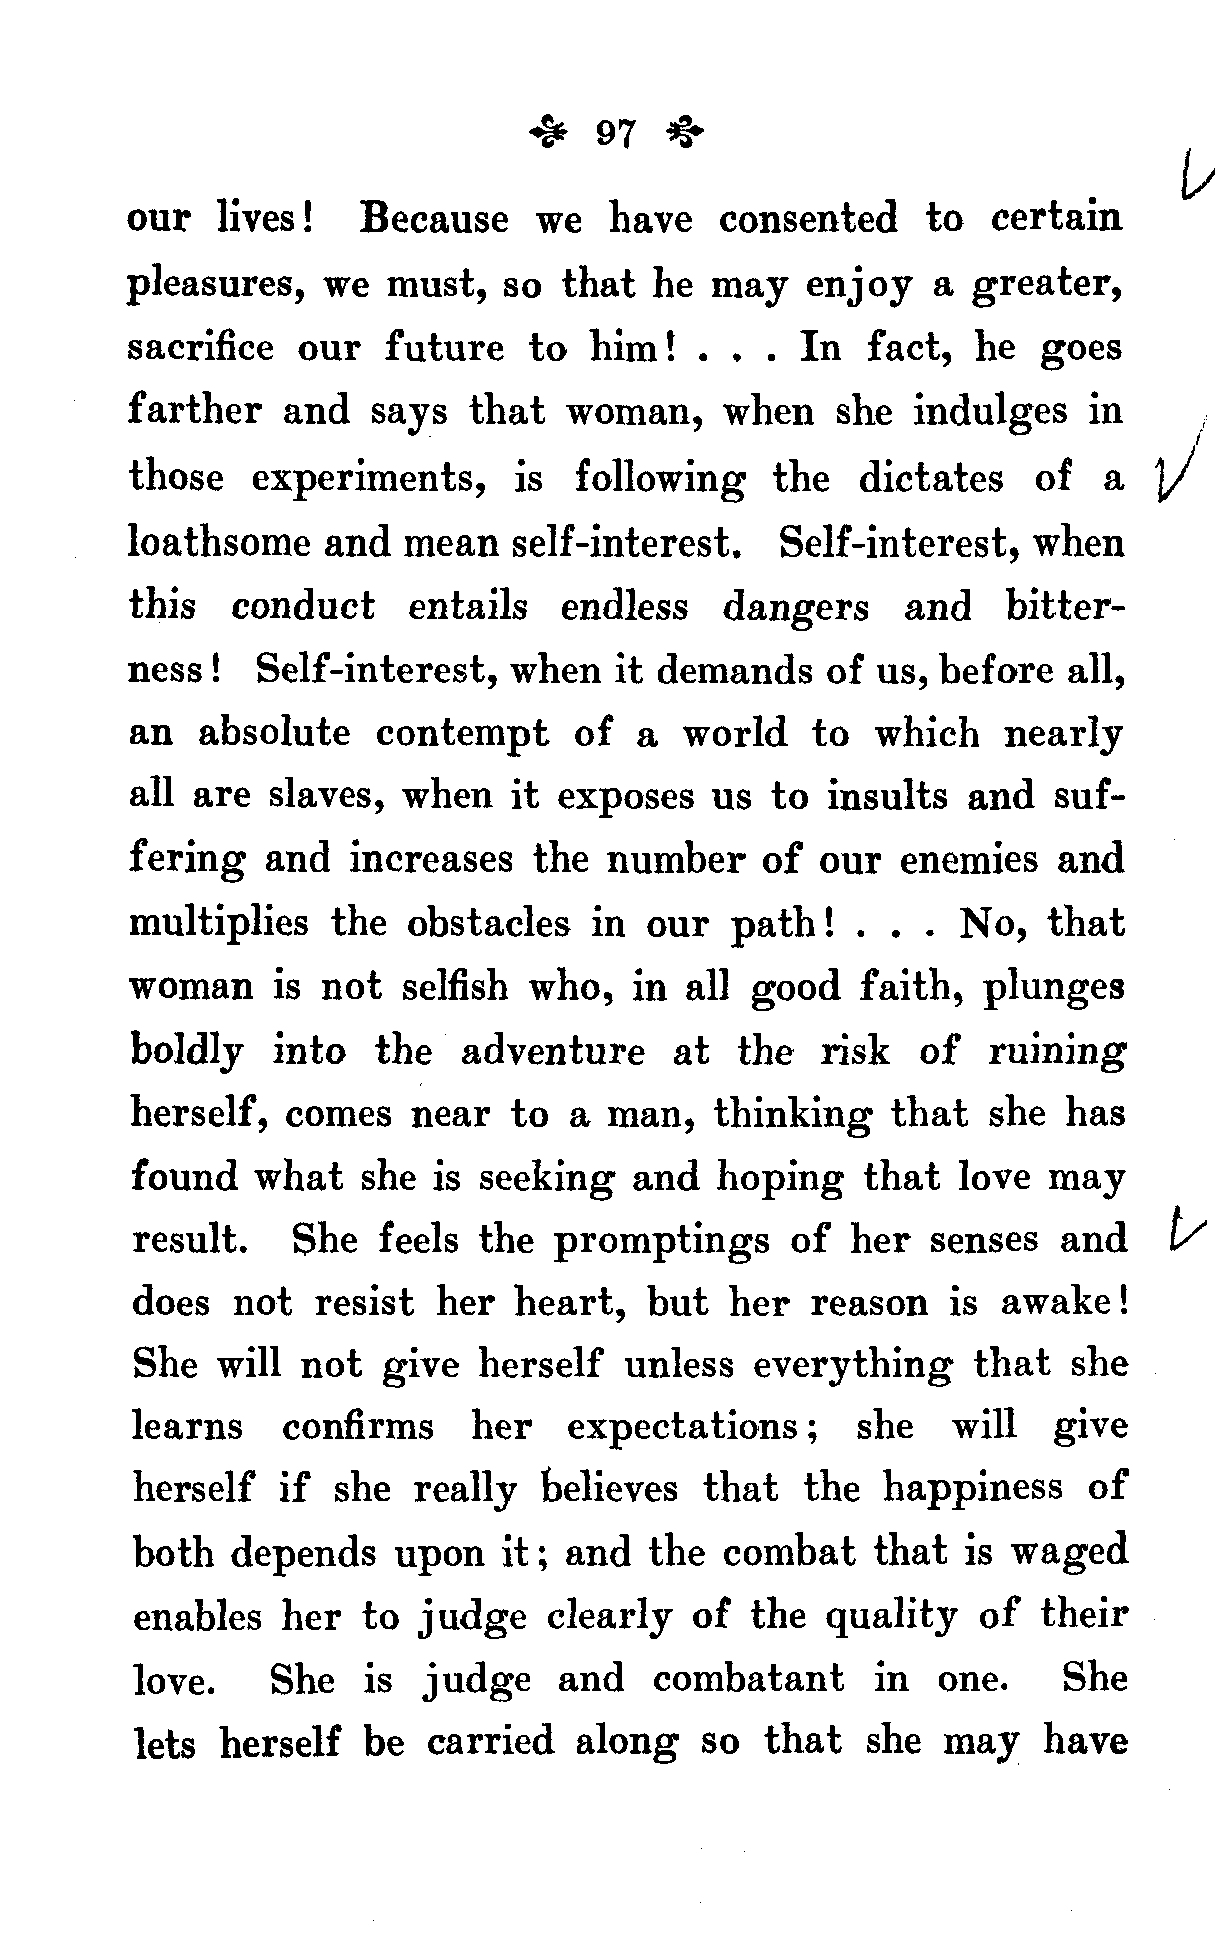 97
our lives! Because we have consented to certain
pleasures, we must, so that he may enjoy a greater,
sacrifice our future to him! . . . In fact, he goes
farther and says that woman, when she indulges in
those experiments, is following the dictates of a
loathsome and mean self-interest. Self-interest, when
this conduct entails endless dangers and bitter-
ness! Self-interest, when it demands of us, before all,
an absolute contempt of a world to which nearly
all are slaves, when it exposes us to insults and suf-
fering and increases the number of our enemies and
multiplies the obstacles in our path! . . . No, that
woman is not selfish who, in all good faith, plunges
boldly into the adventure at the risk of ruining
herself, comes near to a man, thinking that she has
found what she is seeking and hoping that love may
result. She feels the promptings of her senses and
does not resist her heart, but her reason is awake!
She will not give herself unless everything that she
learns confirms her expectations; she will give
herself if she really believes that the happiness of
both depends upon it; and the combat that is waged
enables her to judge clearly of the quality of their
love. She is judge and combatant in one. She
lets herself be carried along so that she may have